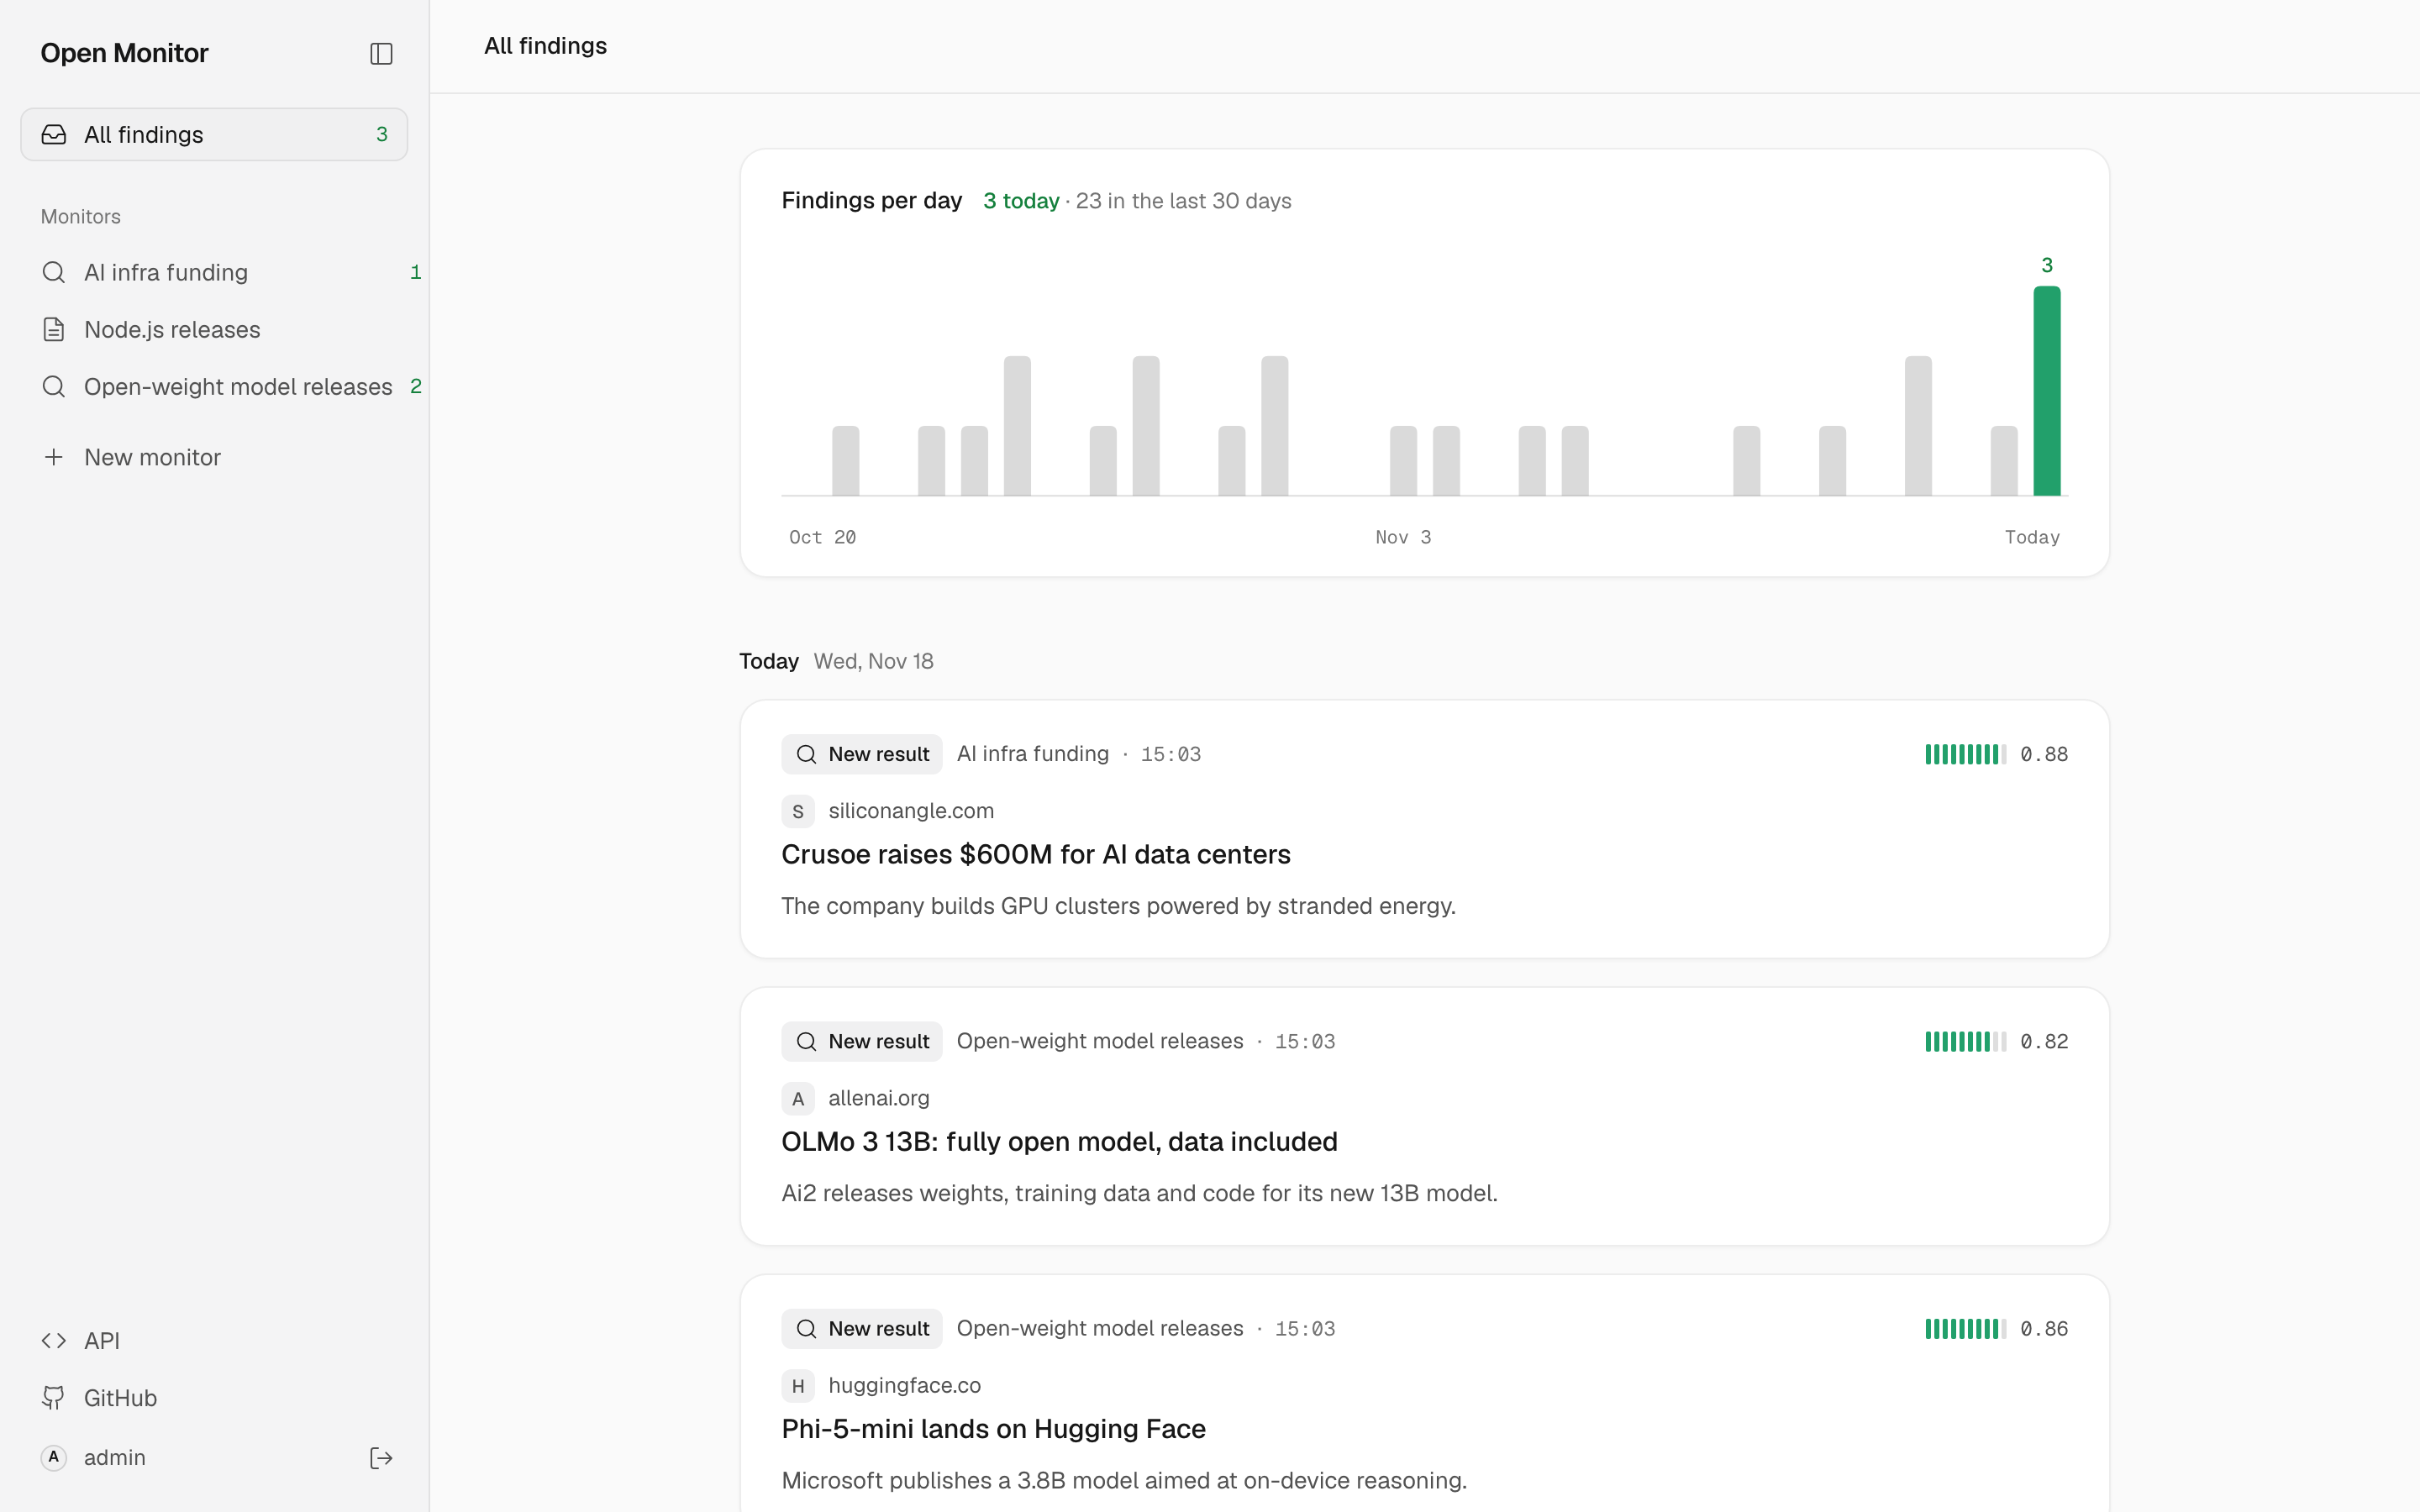 Open Monitor
All findings 3
Monitors
AI infra funding 1
Node.js releases
Open-weight model releases 2
New monitor
API
GitHub
A admin
All findings
Findings per day 3 today · 23 in the last 30 days
3
Oct 20 Nov 3 Today
Today Wed, Nov 18
New result AI infra funding · 15:03 0.88
S siliconangle.com
Crusoe raises $600M for AI data centers
The company builds GPU clusters powered by stranded energy.
New result Open-weight model releases · 15:03 0.82
A allenai.org
OLMo 3 13B: fully open model, data included
Ai2 releases weights, training data and code for its new 13B model.
New result Open-weight model releases · 15:03 0.86
H huggingface.co
Phi-5-mini lands on Hugging Face
Microsoft publishes a 3.8B model aimed at on-device reasoning.